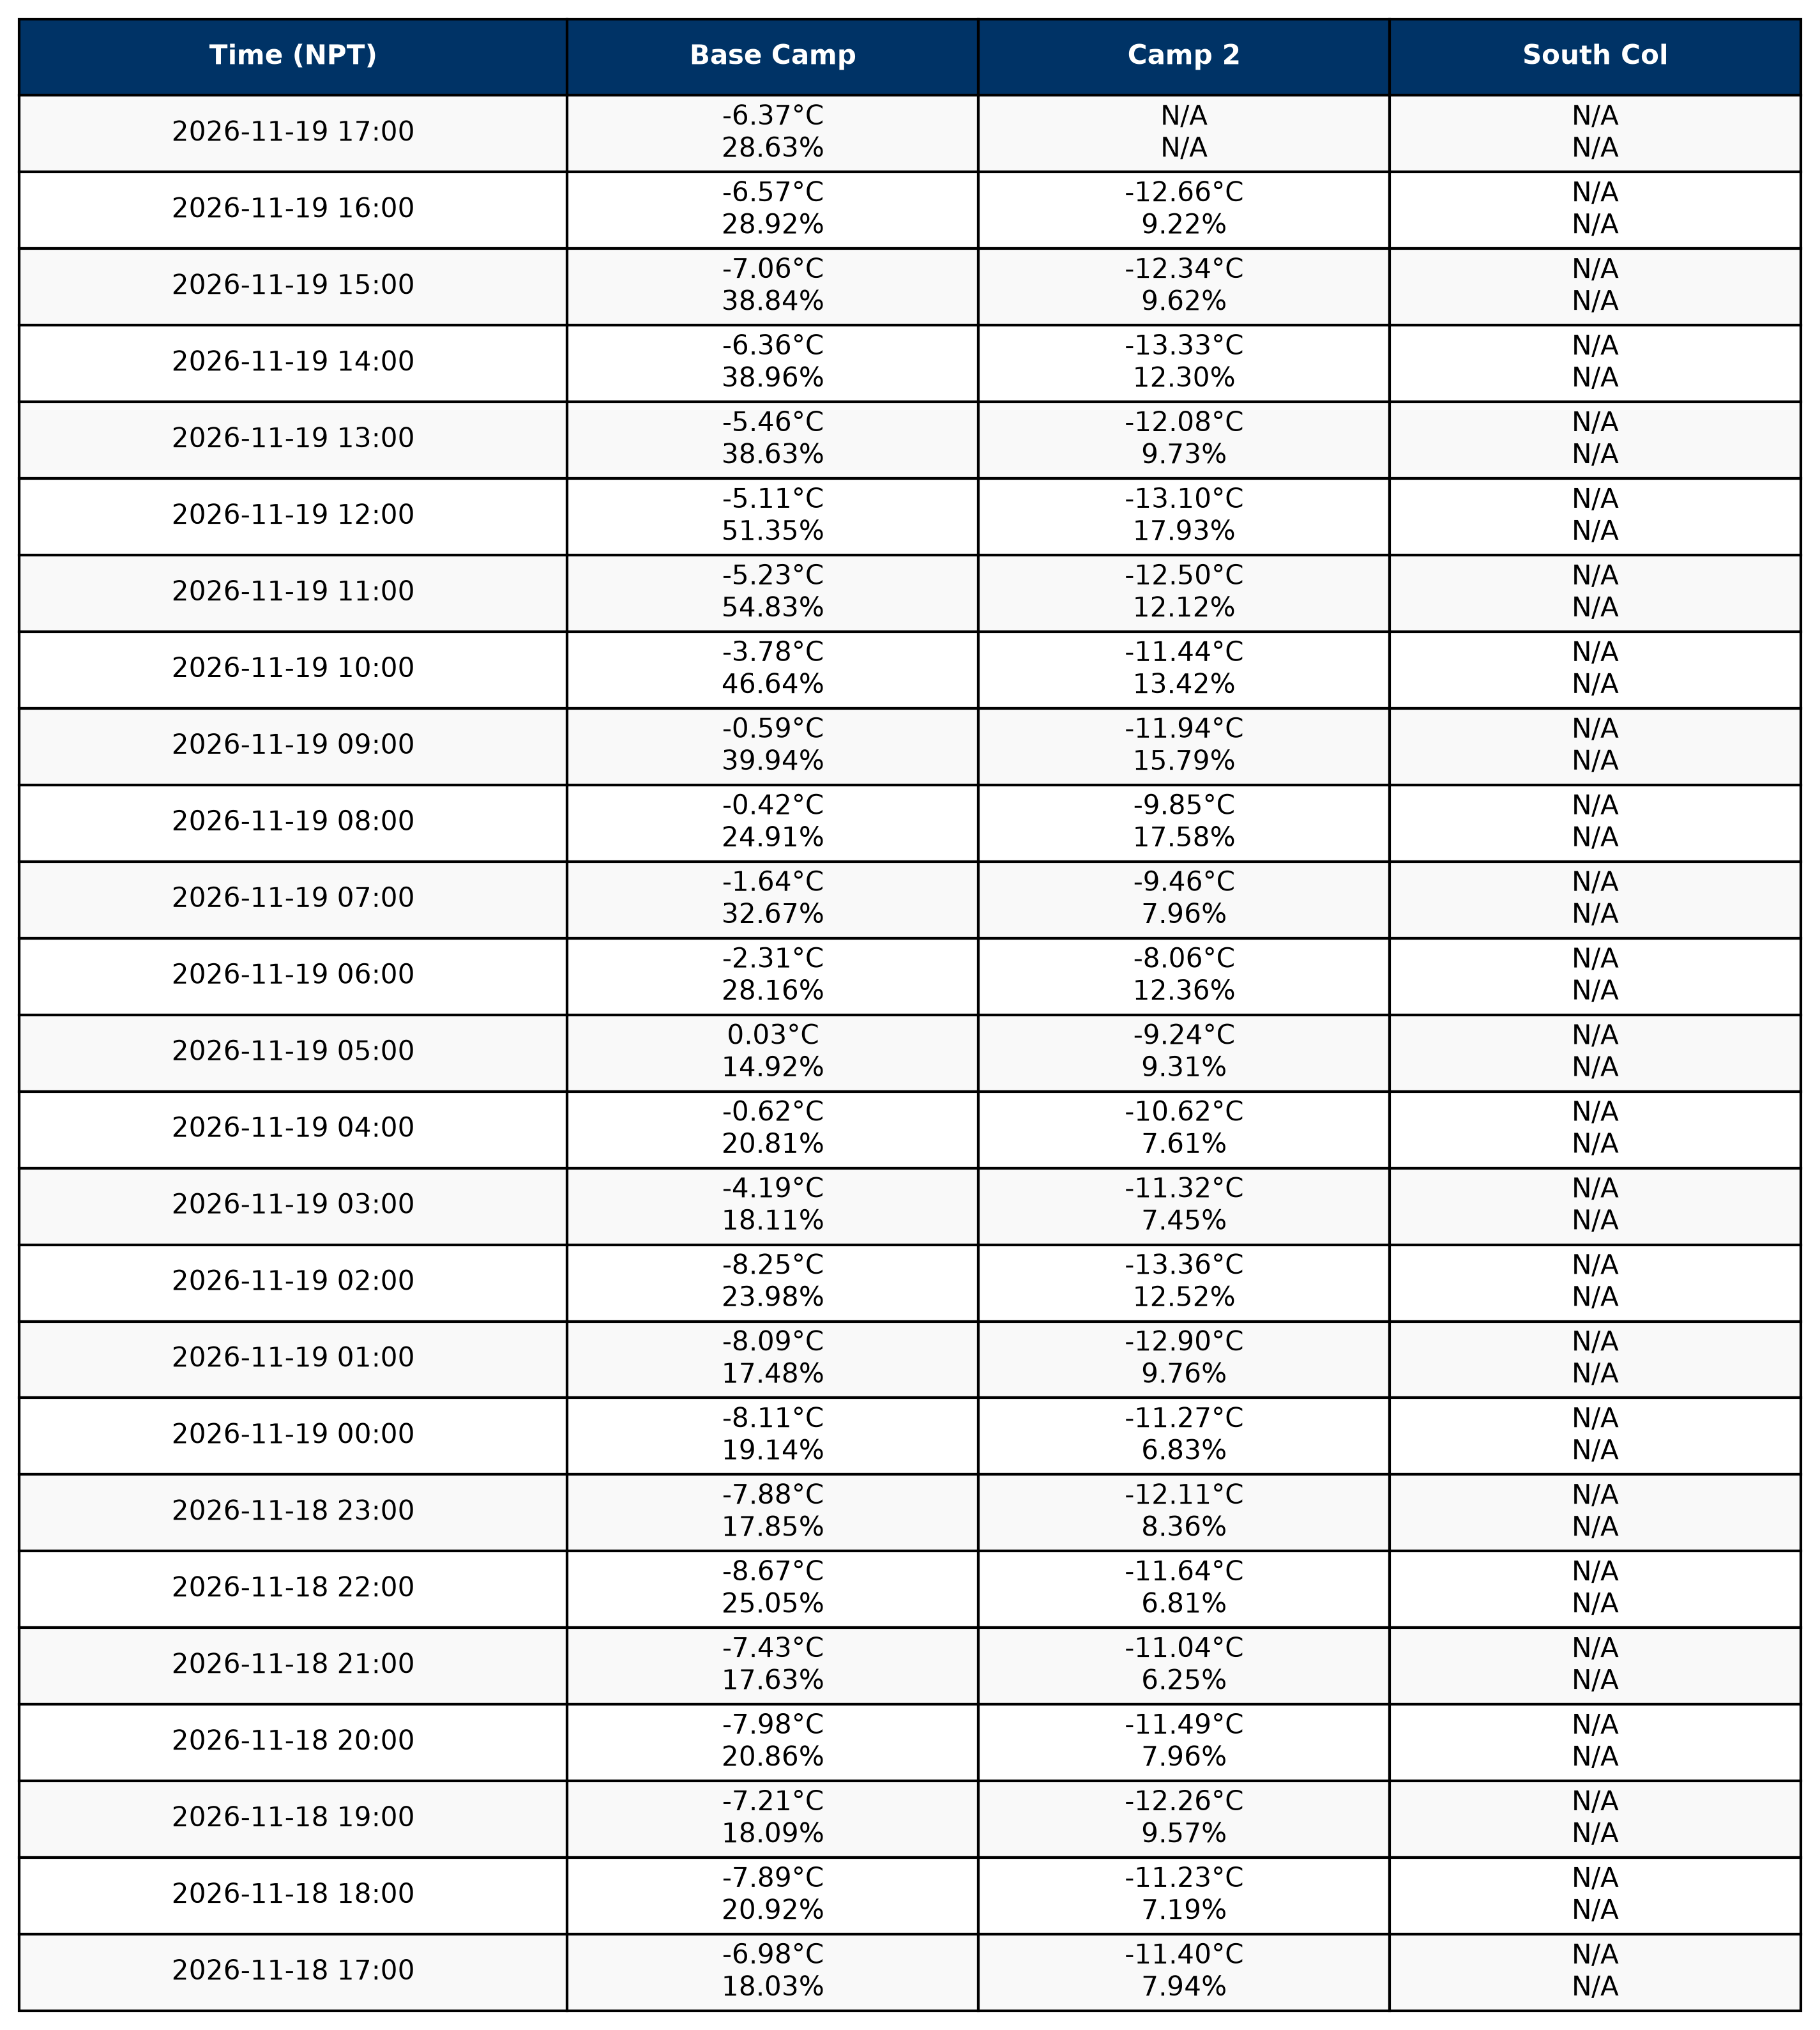 Time (NPT) Base Camp Camp 2 South Col
2026-11-19 17:00 -6.37°C N/A N/A
28.63% N/A N/A
2026-11-19 16:00 -6.57°C -12.66°C N/A
28.92% 9.22% N/A
2026-11-19 15:00 -7.06°C -12.34°C N/A
38.84% 9.62% N/A
2026-11-19 14:00 -6.36°C -13.33°C N/A
38.96% 12.30% N/A
2026-11-19 13:00 -5.46°C -12.08°C N/A
38.63% 9.73% N/A
2026-11-19 12:00 -5.11°C -13.10°C N/A
51.35% 17.93% N/A
2026-11-19 11:00 -5.23°C -12.50°C N/A
54.83% 12.12% N/A
2026-11-19 10:00 -3.78°C -11.44°C N/A
46.64% 13.42% N/A
2026-11-19 09:00 -0.59°C -11.94°C N/A
39.94% 15.79% N/A
2026-11-19 08:00 -0.42°C -9.85°C N/A
24.91% 17.58% N/A
2026-11-19 07:00 -1.64°C -9.46°C N/A
32.67% 7.96% N/A
2026-11-19 06:00 -2.31°C -8.06°C N/A
28.16% 12.36% N/A
2026-11-19 05:00 0.03°C -9.24°C N/A
14.92% 9.31% N/A
2026-11-19 04:00 -0.62°C -10.62°C N/A
20.81% 7.61% N/A
2026-11-19 03:00 -4.19°C -11.32°C N/A
18.11% 7.45% N/A
2026-11-19 02:00 -8.25°C -13.36°C N/A
23.98% 12.52% N/A
2026-11-19 01:00 -8.09°C -12.90°C N/A
17.48% 9.76% N/A
2026-11-19 00:00 -8.11°C -11.27°C N/A
19.14% 6.83% N/A
2026-11-18 23:00 -7.88°C -12.11°C N/A
17.85% 8.36% N/A
2026-11-18 22:00 -8.67°C -11.64°C N/A
25.05% 6.81% N/A
2026-11-18 21:00 -7.43°C -11.04°C N/A
17.63% 6.25% N/A
2026-11-18 20:00 -7.98°C -11.49°C N/A
20.86% 7.96% N/A
2026-11-18 19:00 -7.21°C -12.26°C N/A
18.09% 9.57% N/A
2026-11-18 18:00 -7.89°C -11.23°C N/A
20.92% 7.19% N/A
2026-11-18 17:00 -6.98°C -11.40°C N/A
18.03% 7.94% N/A